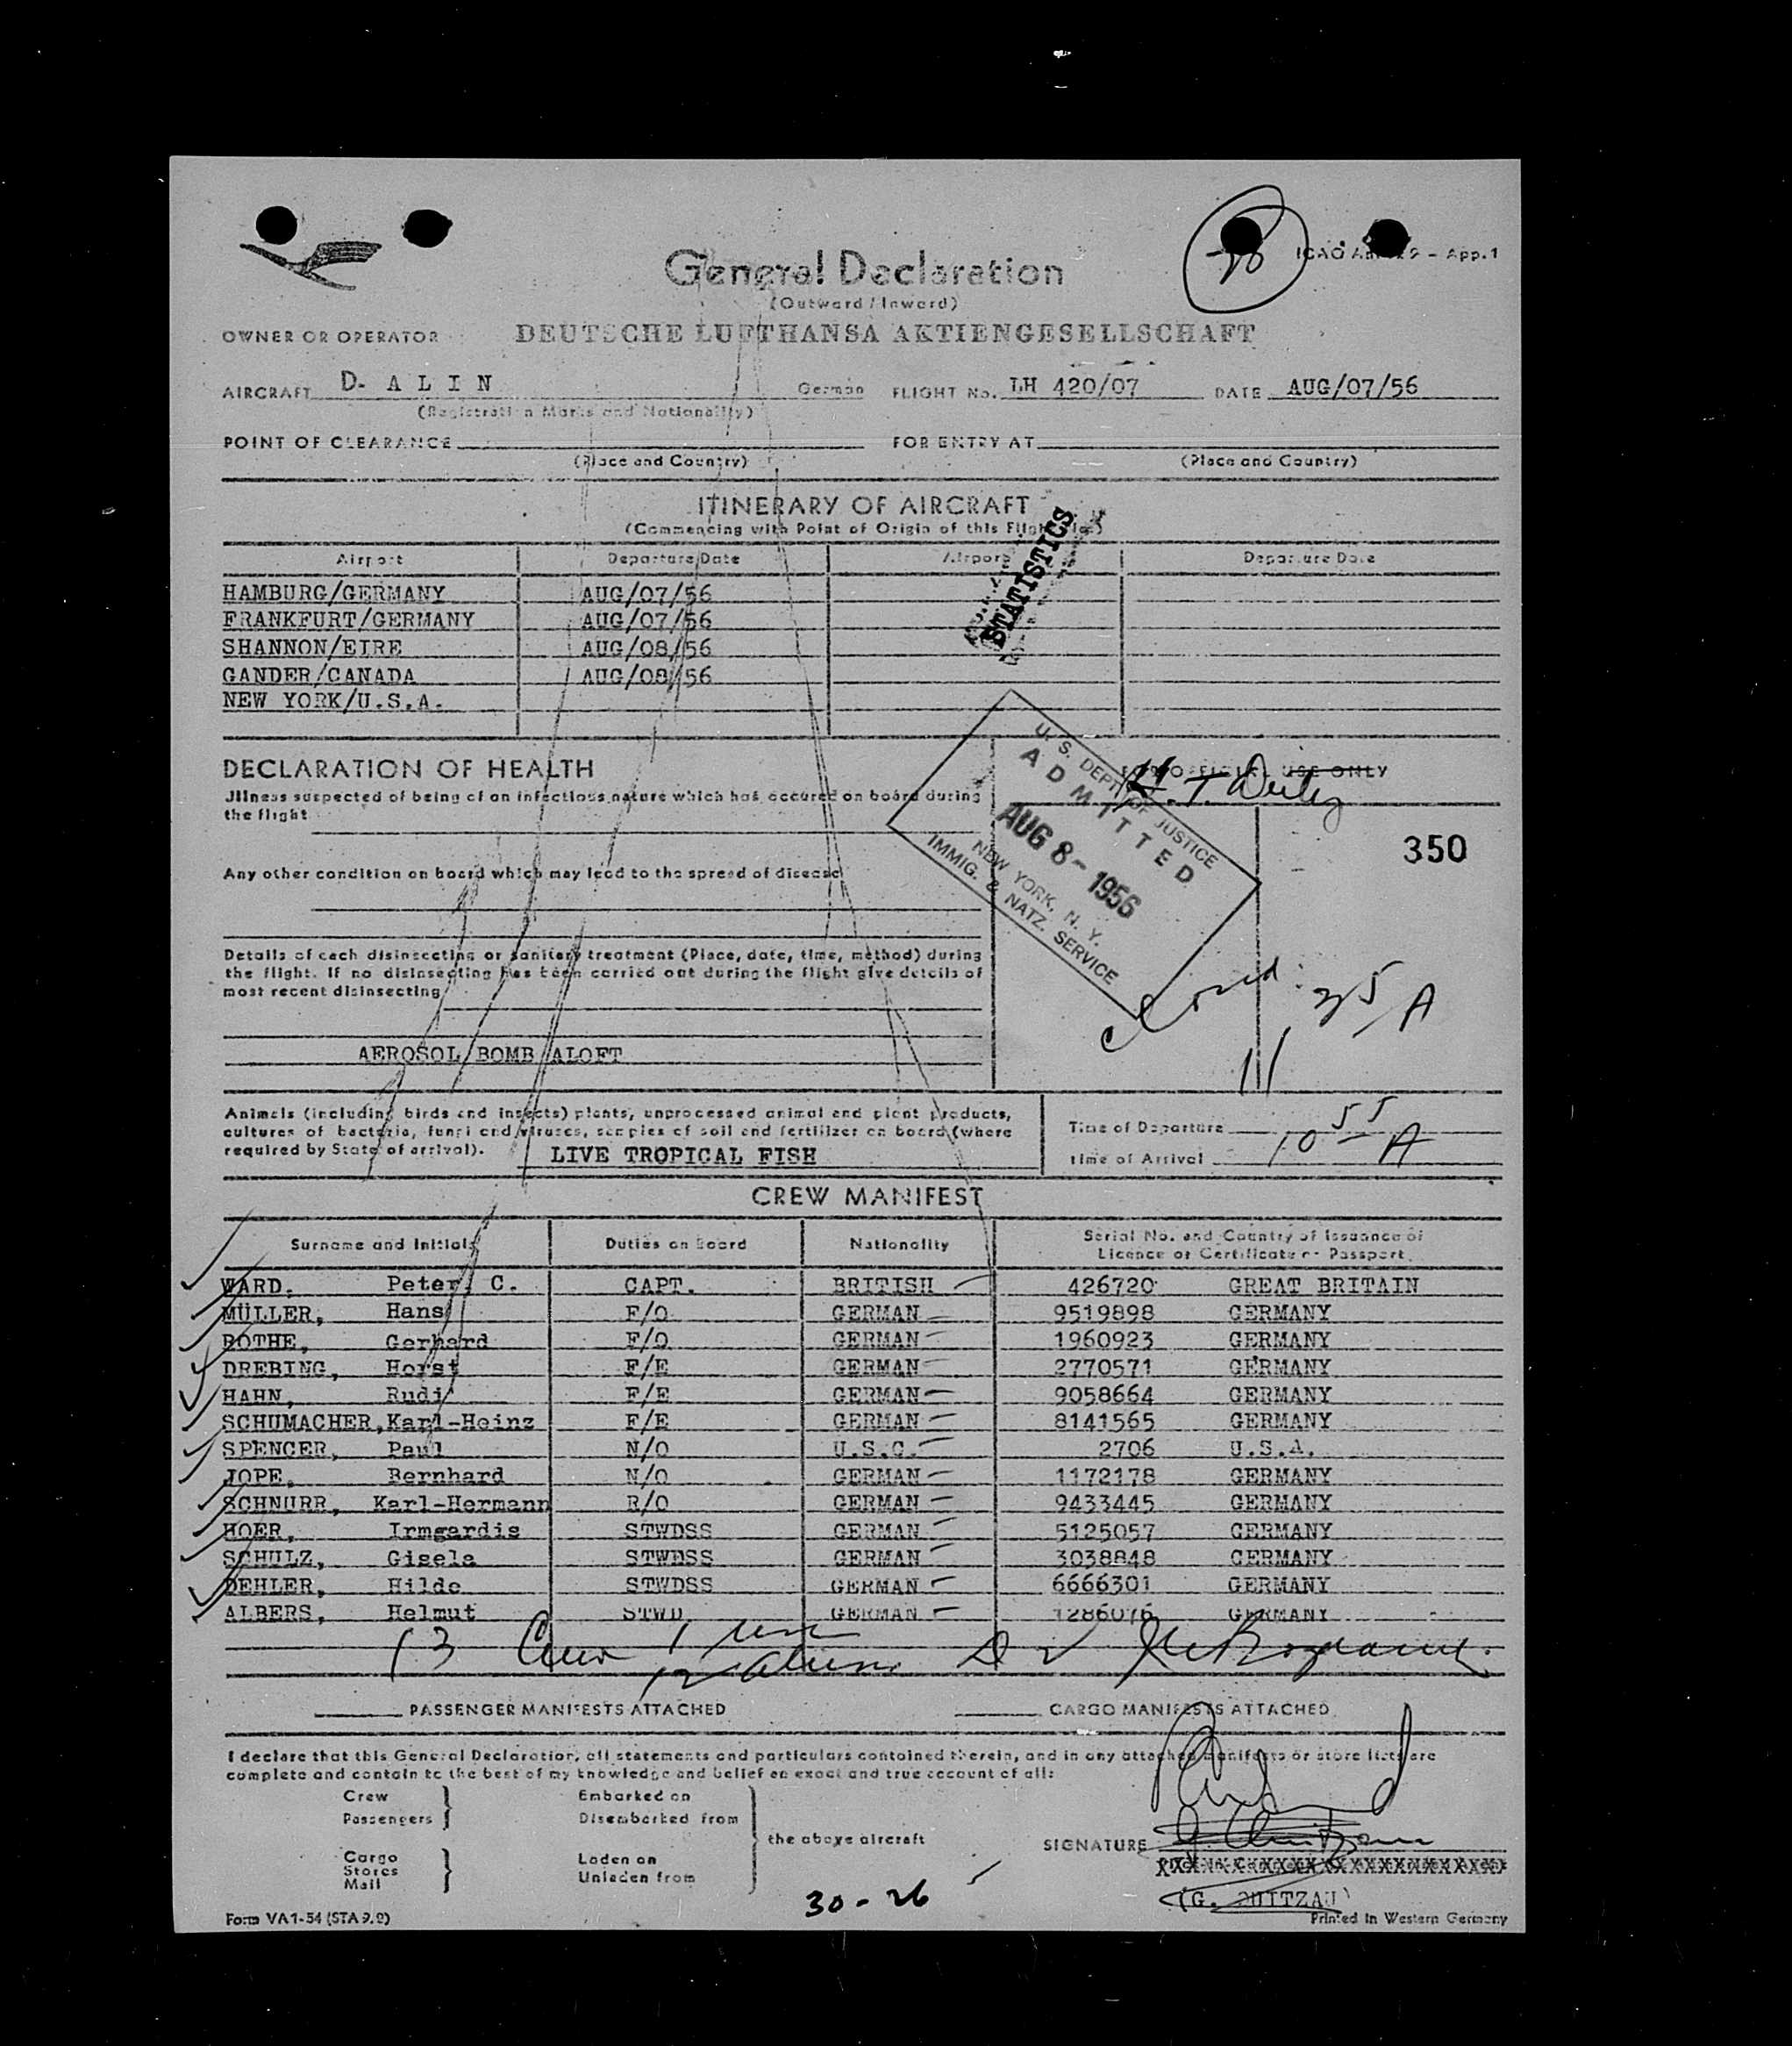 General Declaration
(Outward / Inward)
ICAO Annex 9 – App. 1
OWNER OR OPERATOR DEUTSCHE LUFTHANSA AKTIENGESELLSCHAFT
AIRCRAFT D- A L I N German FLIGHT No. LH 420/07 DATE AUG/07/56
(Registration Marks and Nationality)
POINT OF CLEARANCE FOR ENTRY AT
(Place and Country) (Place and Country)
ITINERARY OF AIRCRAFT
(Commencing with Point of Origin of this Flight
STATISTICS
Airport Departure Date Airport Departure Date
HAMBURG/GERMANY AUG/07/56
FRANKFURT/GERMANY AUG/07/56
SHANNON/EIRE AUG/08/56
GANDER/CANADA AUG/08/56
NEW YORK/U.S.A.
DECLARATION OF HEALTH
FOR OFFICIAL USE ONLY
Jllness suspected of being of an infectious nature which has occured on board during
the flight
Any other condition on board which may lead to the spread of disease
Details of each disinsecting or sanitary treatment (Place, date, time, method) during
the flight. If no disinsecting has been carried out during the flight give details of
most recent disinsecting
AEROSOL BOMB ALOFT
U. S. DEPT. OF JUSTICE
ADMITTED
AUG 8 - 1956
NEW YORK, N. Y.
IMMIG. & NATZ. SERVICE
350
Animals (including birds and insects) plants, unprocessed animal and plant products,
cultures of bacteria, fungi and viruses, samples of soil and fertilizer on board (where
required by State of arrival). LIVE TROPICAL FISH
Time of Departure
Time of Arrival 10 55 A
CREW MANIFEST
Surname and Initials Duties on Board Nationality Serial No. and Country of Issuance of
Licence or Certificate or Passport
WARD. Peter C. CAPT. BRITISH 426720 GREAT BRITAIN
MÜLLER, Hans F/O GERMAN 9519898 GERMANY
ROTHE, Gerhard F/O GERMAN 1960923 GERMANY
DREBING, Horst F/E GERMAN 2770571 GERMANY
HAHN, Rudi F/E GERMAN 9058664 GERMANY
SCHUMACHER, Karl-Heinz F/E GERMAN 8141565 GERMANY
SPENCER, Paul N/O U.S.C. 2706 U.S.A.
JOPE, Bernhard N/O GERMAN 1172178 GERMANY
SCHNURR, Karl-Hermann R/O GERMAN 9433445 GERMANY
HOER, Irmgardis STWDSS GERMAN 5125057 GERMANY
SCHULZ, Gisela STWDSS GERMAN 3038848 GERMANY
DEHLER, Hilde STWDSS GERMAN 6666301 GERMANY
ALBERS, Helmut STWD GERMAN 1286076 GERMANY
13 Crew
PASSENGER MANIFESTS ATTACHED CARGO MANIFESTS ATTACHED
I declare that this General Declaration, all statements and particulars contained therein, and in any attached manifests or store lists are
complete and contain to the best of my knowledge and belief an exact and true account of all:
Crew Embarked on
Passengers Disembarked from
the above aircraft
Cargo Laden on
Stores Unladen from
Mail
SIGNATURE
30 - 26
Form VA1-54 (STA 9.9)
Printed in Western Germany